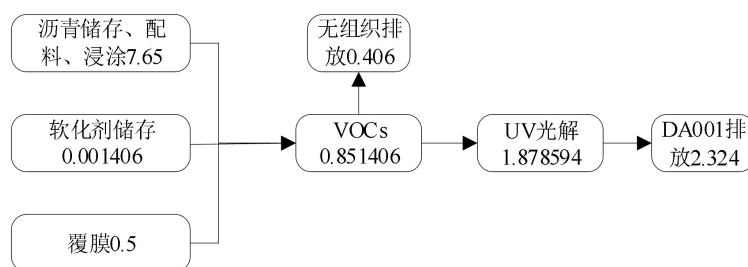 沥青储存、配
料、浸涂7.65
无组织排
放0.406
软化剂储存
0.001406
VOCs
0.851406
UV光解
1.878594
DA001排
放2.324
覆膜0.5